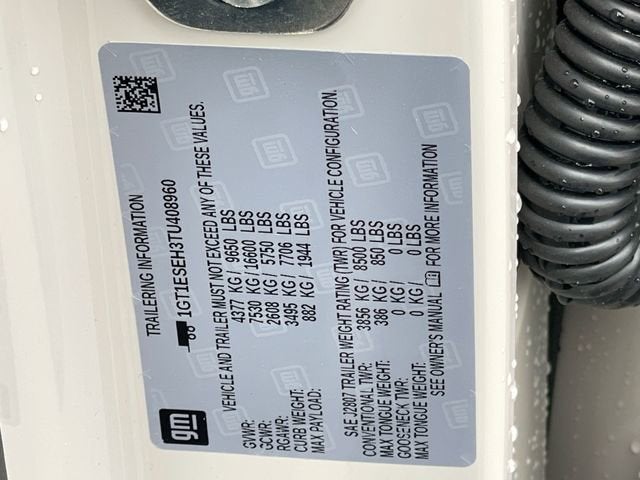 TRAILERING INFORMATION
1GT1ESEH3TU408960
gm
VEHICLE AND TRAILER MUST NOT EXCEED ANY OF THESE VALUES.
GVWR: 4377 KG/ 9650 LBS
GCWR: 7530 KG/16600 LBS
RGAWR: 2608 KG/ 5750 LBS
CURB WEIGHT: 3495 KG/ 7706 LBS
MAX PAYLOAD: 882 KG/ 1944 LBS
SAE J2807 TRAILER WEIGHT RATING (TWR) FOR VEHICLE CONFIGURATION.
CONVENTIONAL TWR: 3856 KG/ 8500 LBS
MAX TONGUE WEIGHT: 386 KG/ 850 LBS
GOOSENECK TWR: 0 KG/ 0 LBS
MAX TONGUE WEIGHT: 0 KG/ 0 LBS
SEE OWNER'S MANUAL FOR MORE INFORMATION